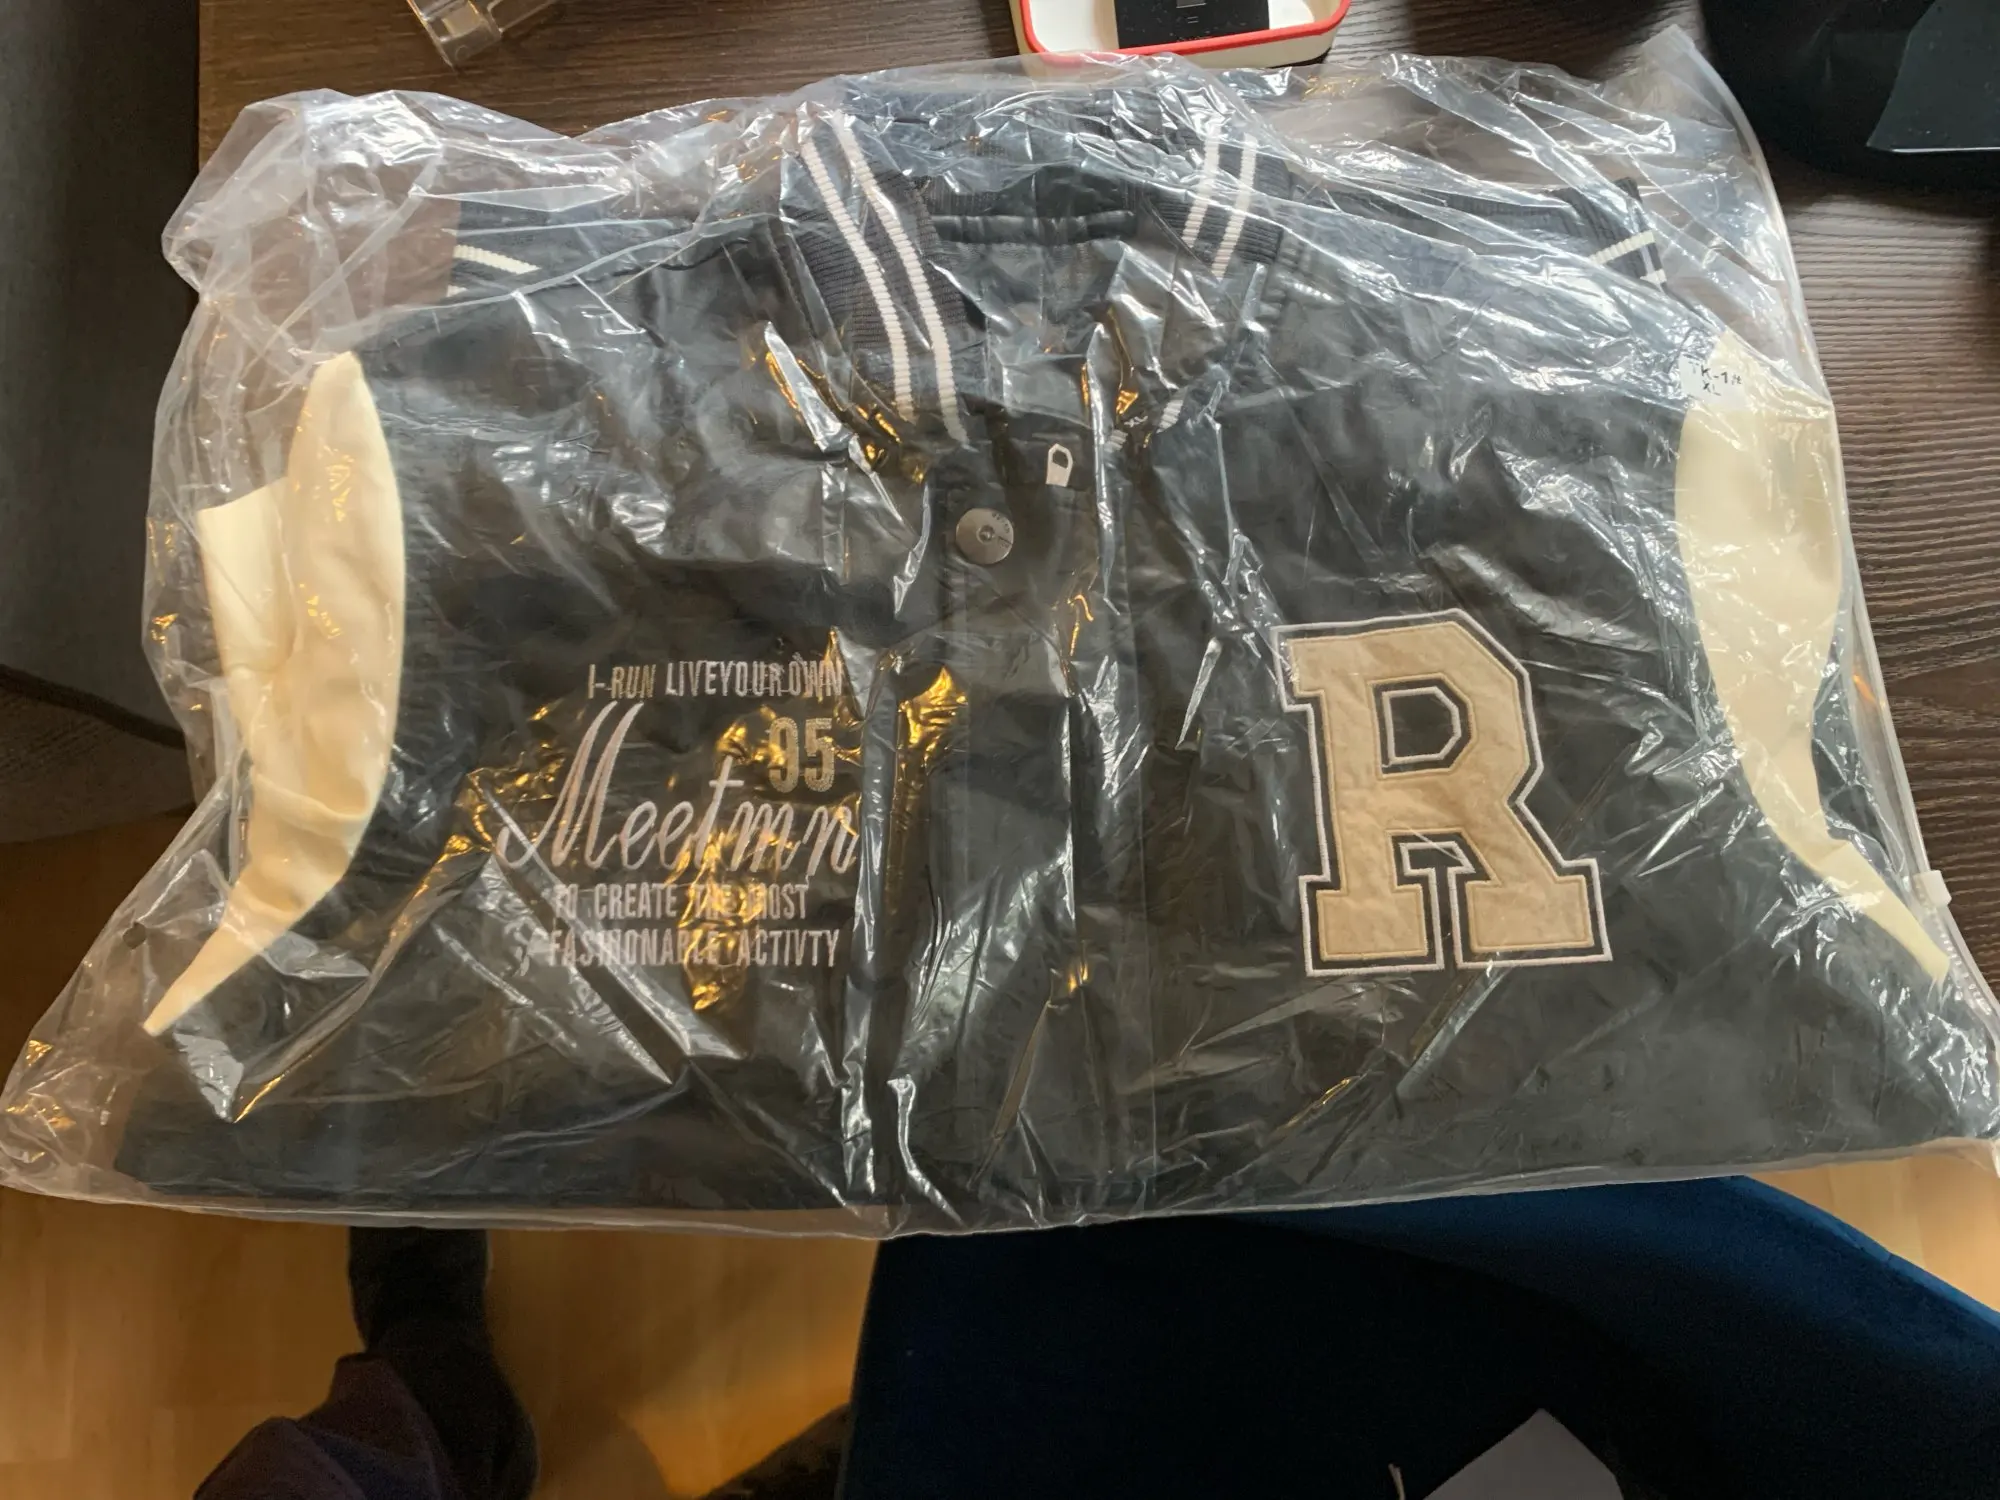 XL
I-RUN LIVEYOUROWN
95
Meetmn
TO CREATE THE MOST
FASHIONABLE ACTIVTY
R